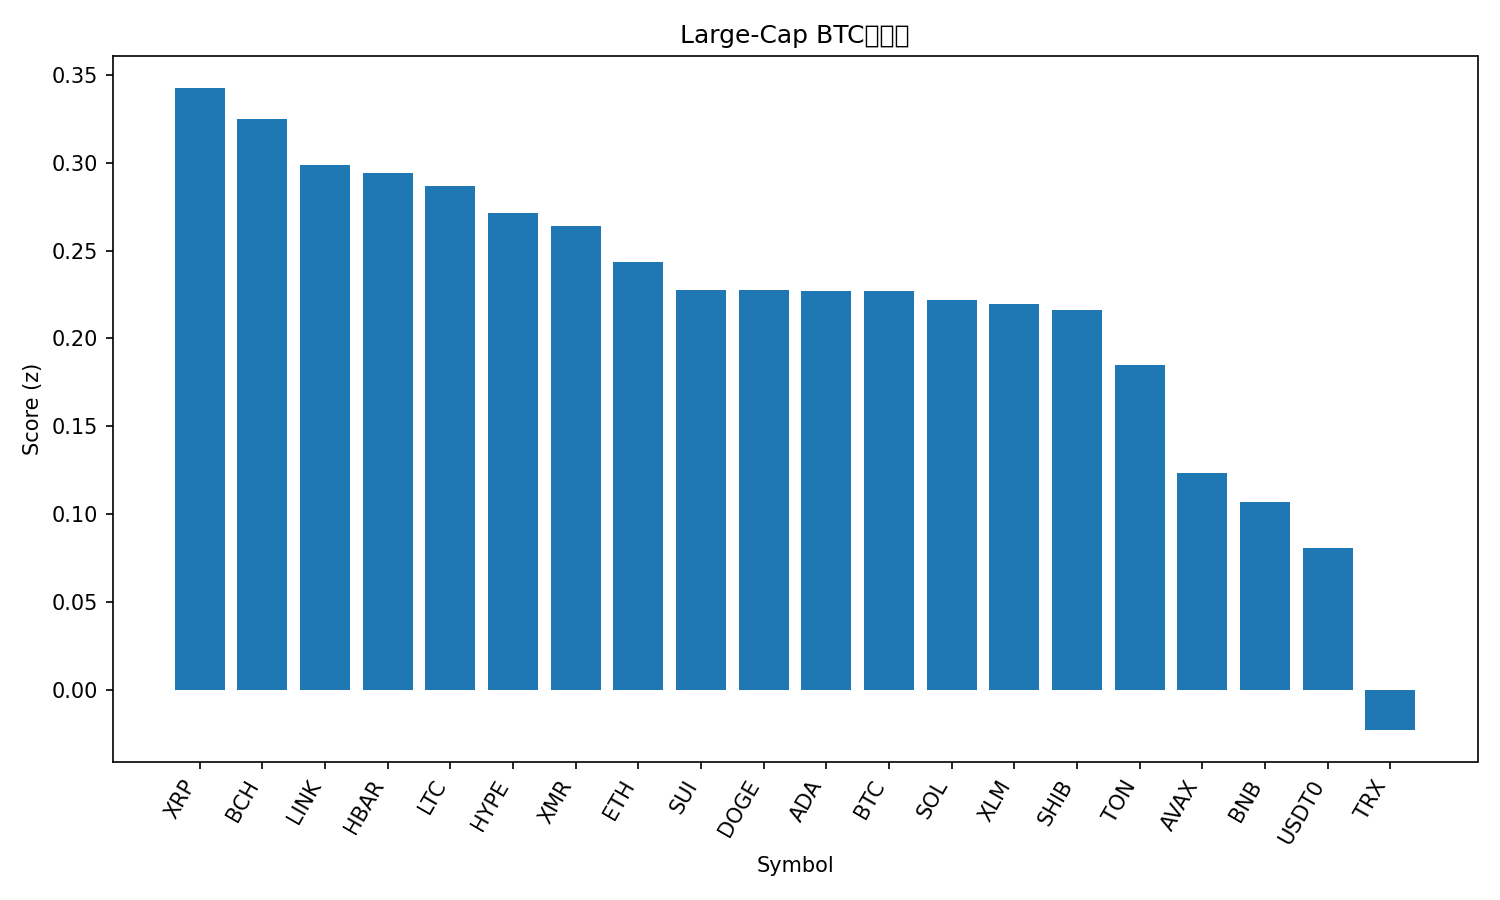 Large-Cap BTC
0.35
0.30
0.25
0.20
0.15
0.10
0.05
0.00
Score (z)
XRP
BCH
LINK
HBAR
LTC
HYPE
XMR
ETH
SUI
DOGE
ADA
BTC
SOL
XLM
SHIB
TON
AVAX
BNB
USDT0
TRX
Symbol